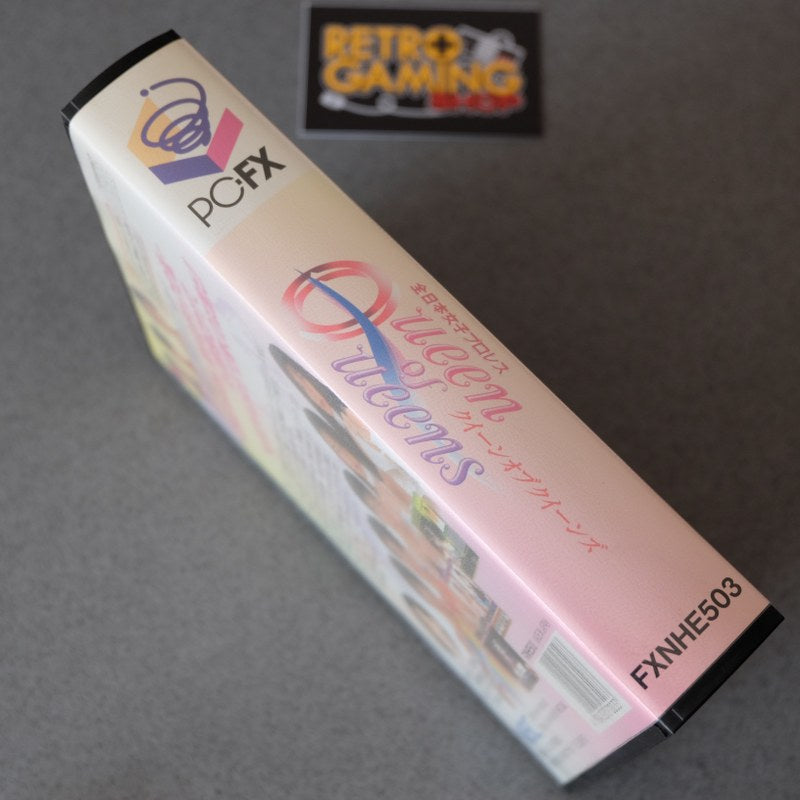 RETRO
GAMING
SHOP
PC-FX
全日本女子プロレス
Queen
of
Queens
クイーンオブクイーンズ
FXNHE503